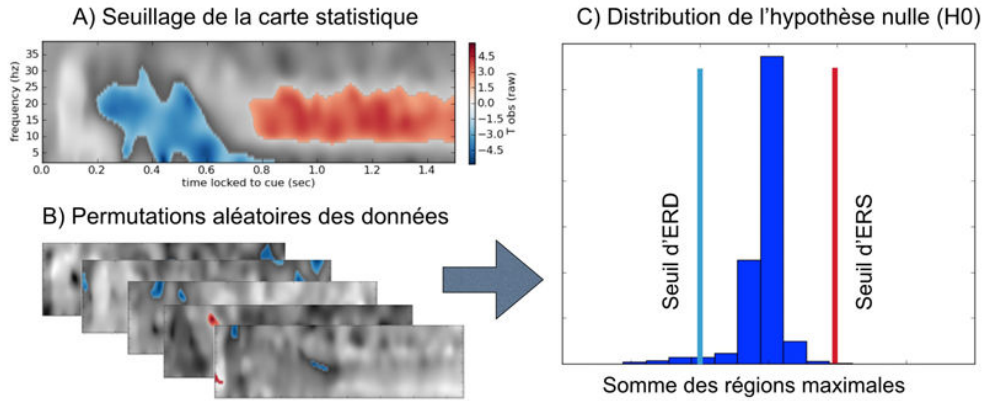 A) Seuillage de la carte statistique
frequency (hz)
35
30
25
20
15
10
5
0.0 0.2 0.4 0.6 0.8 1.0 1.2 1.4
time locked to cue (sec)
4.5
3.0
1.5
0.0
−1.5
−3.0
−4.5
T obs (raw)
B) Permutations aléatoires des données
C) Distribution de l’hypothèse nulle (H0)
Seuil d’ERD
Seuil d’ERS
Somme des régions maximales